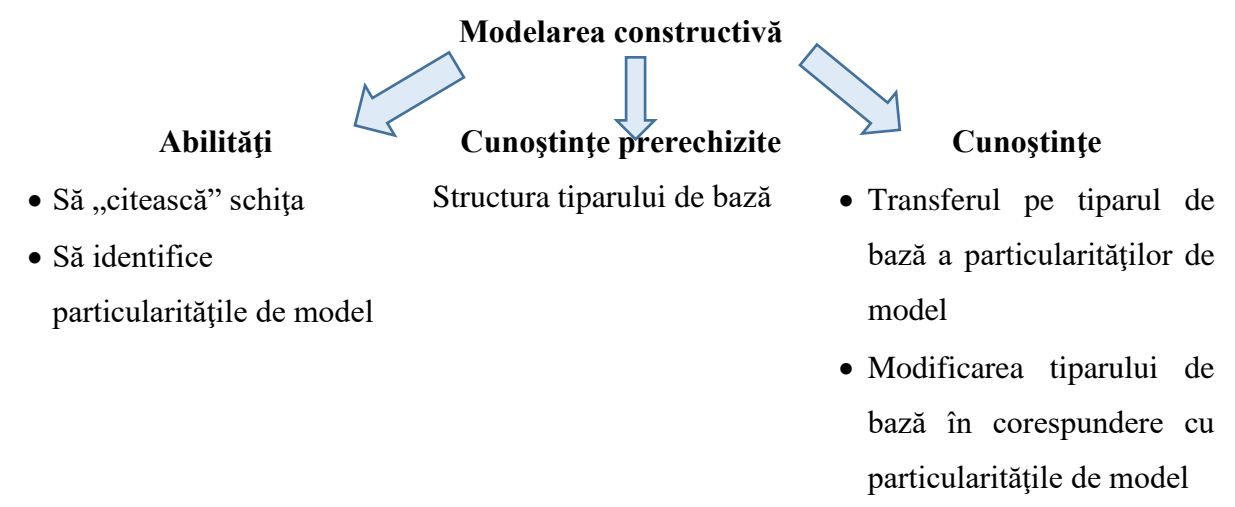 Modelarea constructivă
Abilităţi
• Să „citească” schiţa
• Să identifice
particularităţile de model
Cunoştinţe prerechizite
Structura tiparului de bază
Cunoştinţe
• Transferul pe tiparul de
bază a particularităţilor de
model
• Modificarea tiparului de
bază în corespundere cu
particularităţile de model